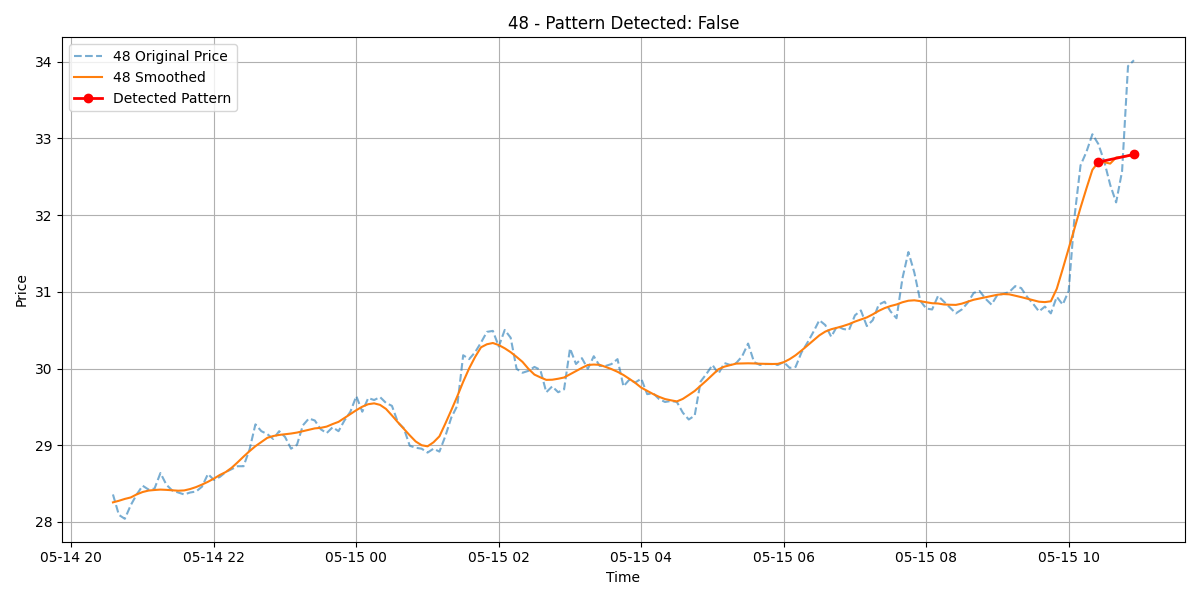 48 - Pattern Detected: False
48 Original Price
48 Smoothed
Detected Pattern
Price
34
33
32
31
30
29
28
05-14 20
05-14 22
05-15 00
05-15 02
05-15 04
05-15 06
05-15 08
05-15 10
Time